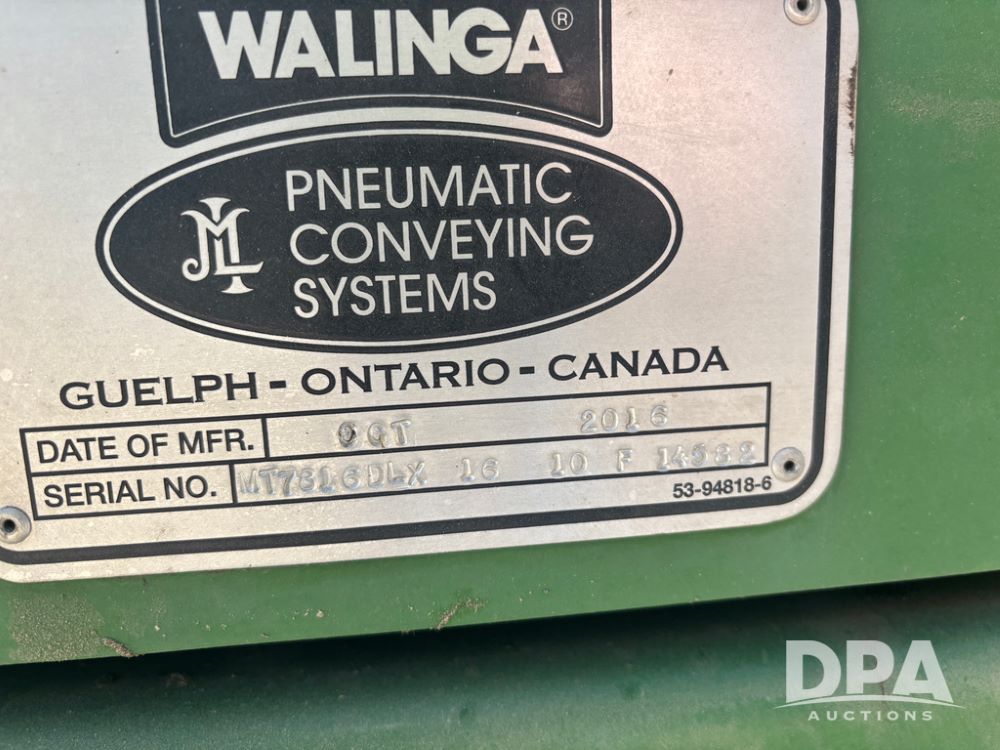 WALINGA®
PNEUMATIC
CONVEYING
SYSTEMS
GUELPH - ONTARIO - CANADA
DATE OF MFR. OCT 2016
SERIAL NO. MT7816DLX 16 10 F 14582
53-94818-6
DPA
AUCTIONS